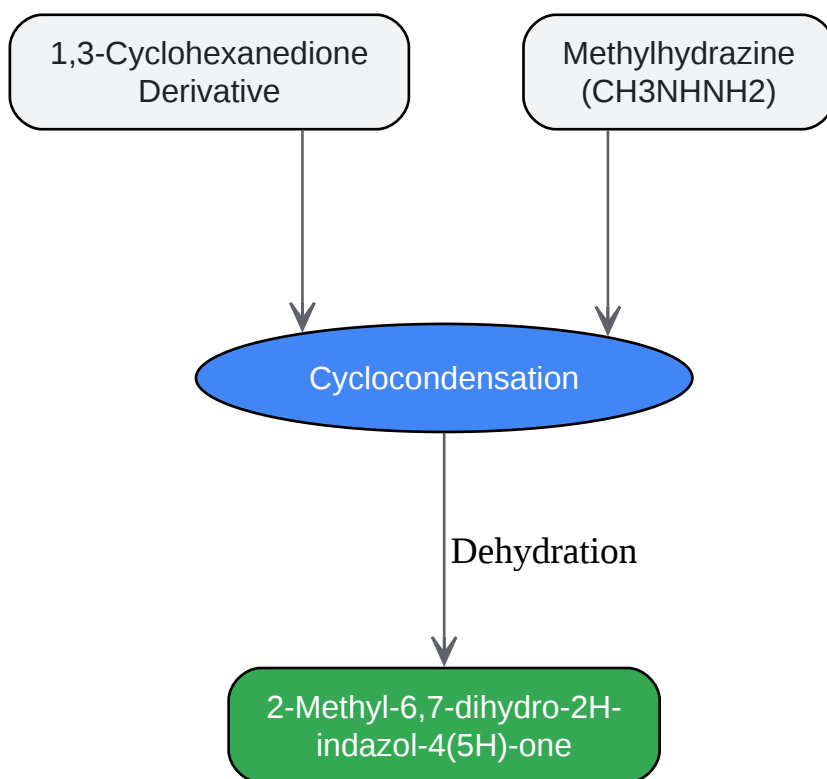 1,3-Cyclohexanedione
Derivative
Methylhydrazine
(CH3NHNH2)
Cyclocondensation
Dehydration
2-Methyl-6,7-dihydro-2H-
indazol-4(5H)-one